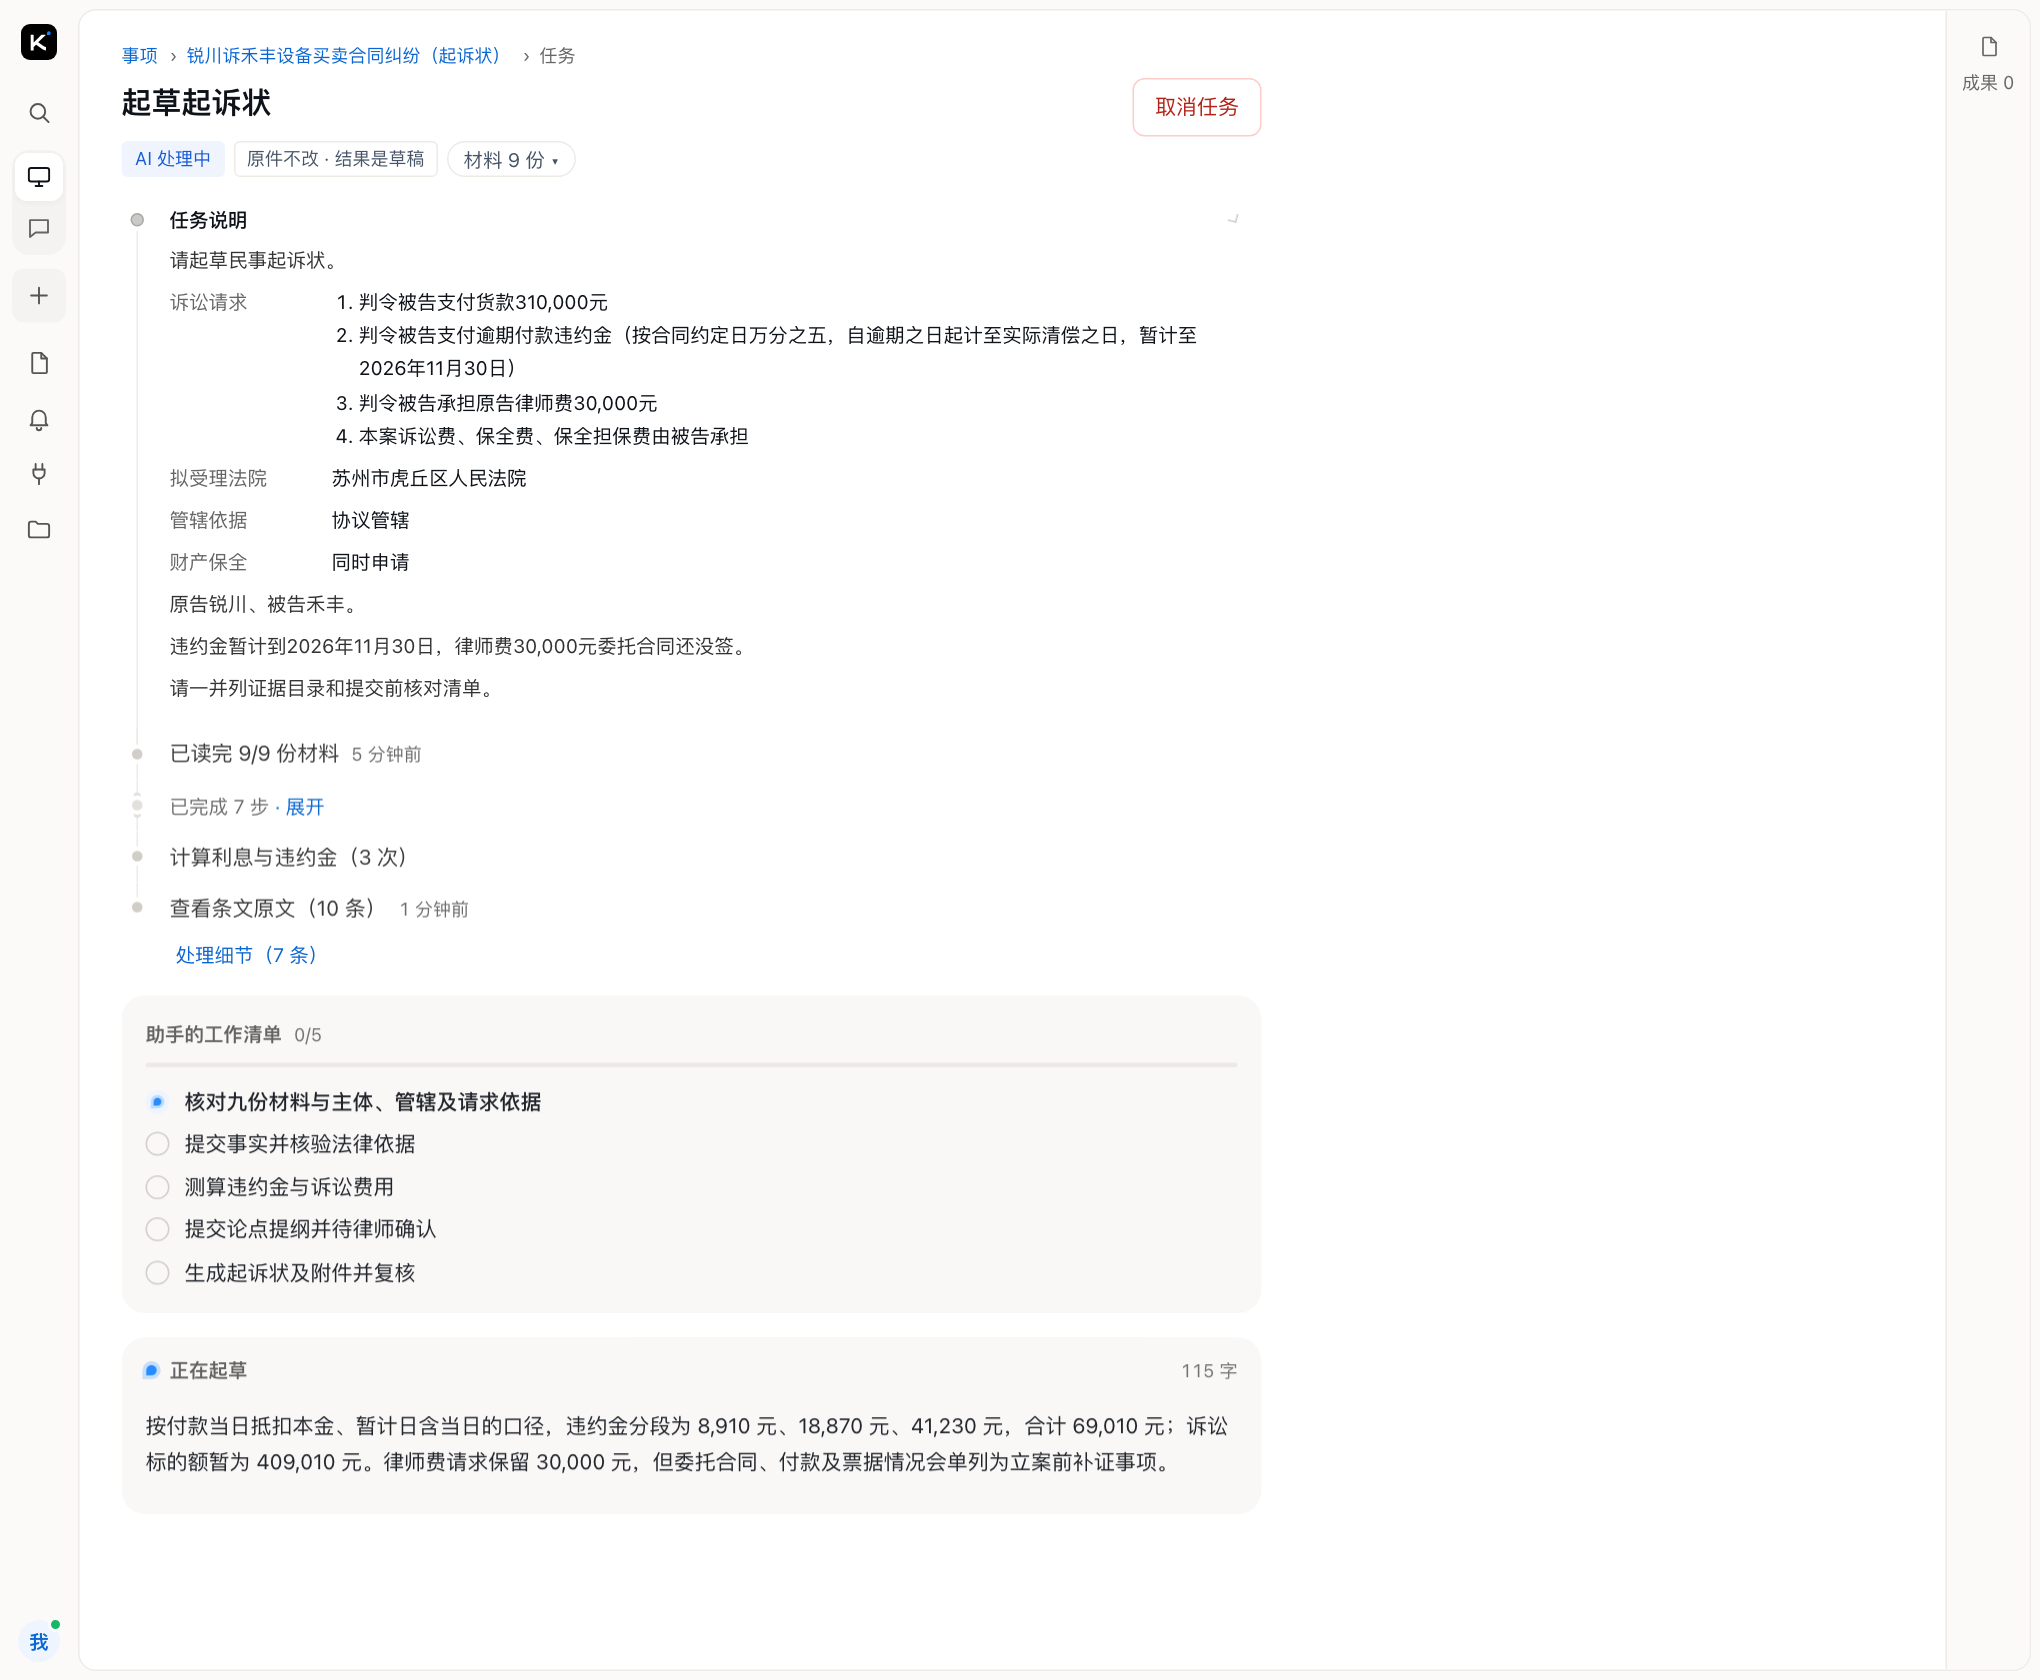 事项 › 锐川诉禾丰设备买卖合同纠纷（起诉状） › 任务
成果 0
起草起诉状
取消任务
AI 处理中
原件不改 · 结果是草稿
材料 9 份 ▾
任务说明
请起草民事起诉状。
诉讼请求
1. 判令被告支付货款310,000元
2. 判令被告支付逾期付款违约金（按合同约定日万分之五，自逾期之日起计至实际清偿之日，暂计至
2026年11月30日）
3. 判令被告承担原告律师费30,000元
4. 本案诉讼费、保全费、保全担保费由被告承担
拟受理法院 苏州市虎丘区人民法院
管辖依据 协议管辖
财产保全 同时申请
原告锐川、被告禾丰。
违约金暂计到2026年11月30日，律师费30,000元委托合同还没签。
请一并列证据目录和提交前核对清单。
已读完 9/9 份材料 5 分钟前
已完成 7 步 · 展开
计算利息与违约金（3 次）
查看条文原文（10 条） 1 分钟前
处理细节（7 条）
助手的工作清单 0/5
核对九份材料与主体、管辖及请求依据
提交事实并核验法律依据
测算违约金与诉讼费用
提交论点提纲并待律师确认
生成起诉状及附件并复核
正在起草 115 字
按付款当日抵扣本金、暂计日含当日的口径，违约金分段为 8,910 元、18,870 元、41,230 元，合计 69,010 元；诉讼
标的额暂为 409,010 元。律师费请求保留 30,000 元，但委托合同、付款及票据情况会单列为立案前补证事项。
我